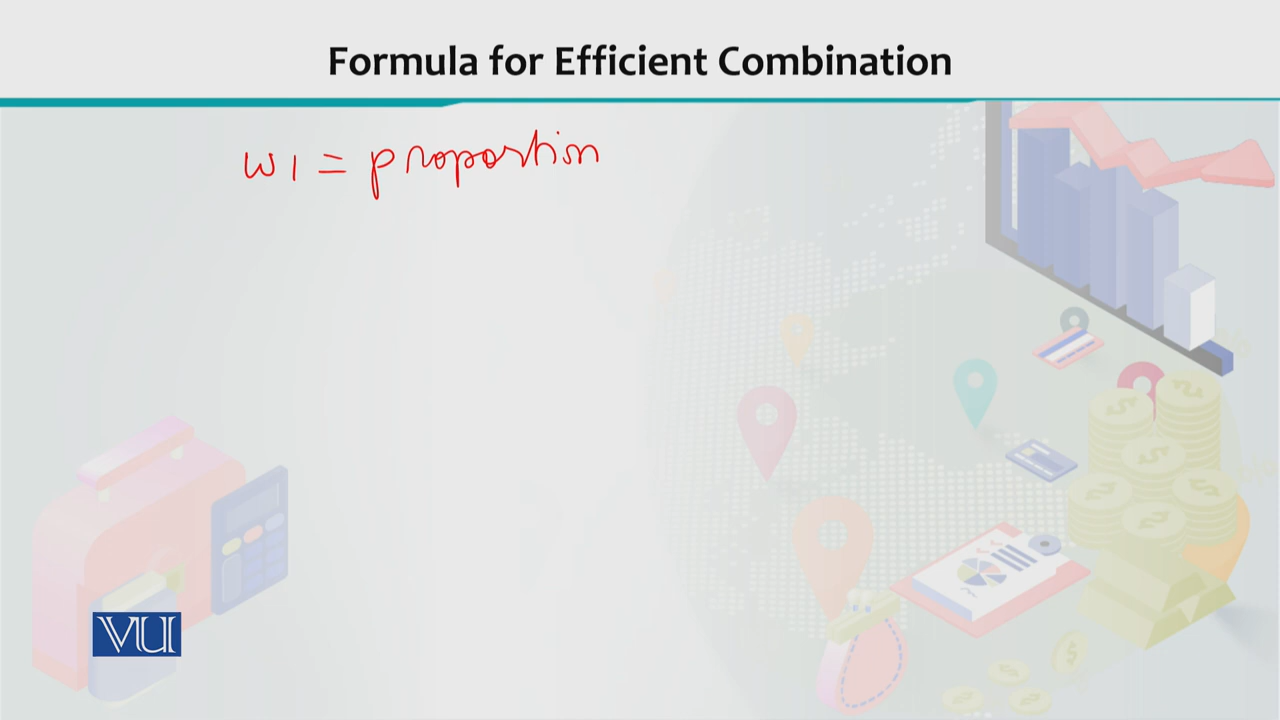 Formula for Efficient Combination
w1 = proportion
VU